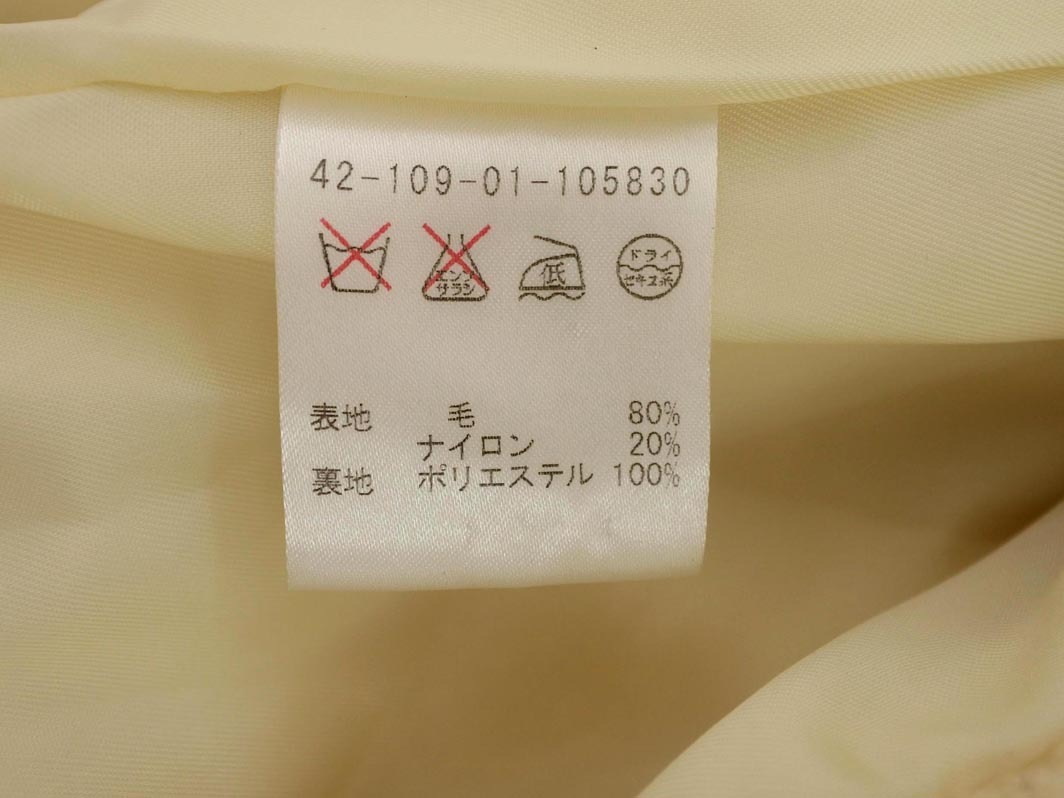 42-109-01-105830
エンソ
サラシ
低
ドライ
セキユ系
表地 毛 80%
ナイロン 20%
裏地 ポリエステル 100%